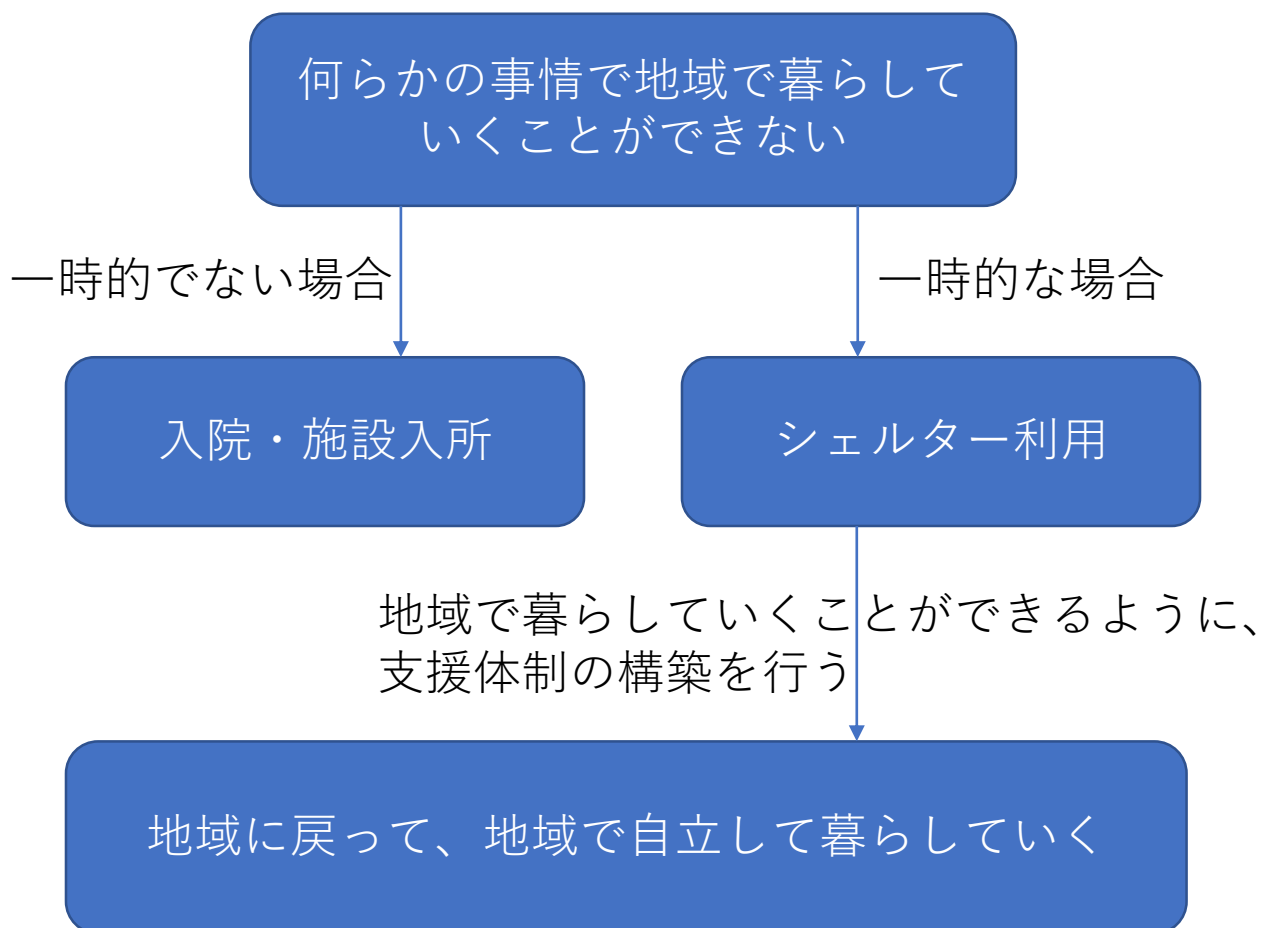 何らかの事情で地域で暮らして
いくことができない
一時的でない場合
一時的な場合
入院・施設入所
シェルター利用
地域で暮らしていくことができるように、
支援体制の構築を行う
地域に戻って、地域で自立して暮らしていく